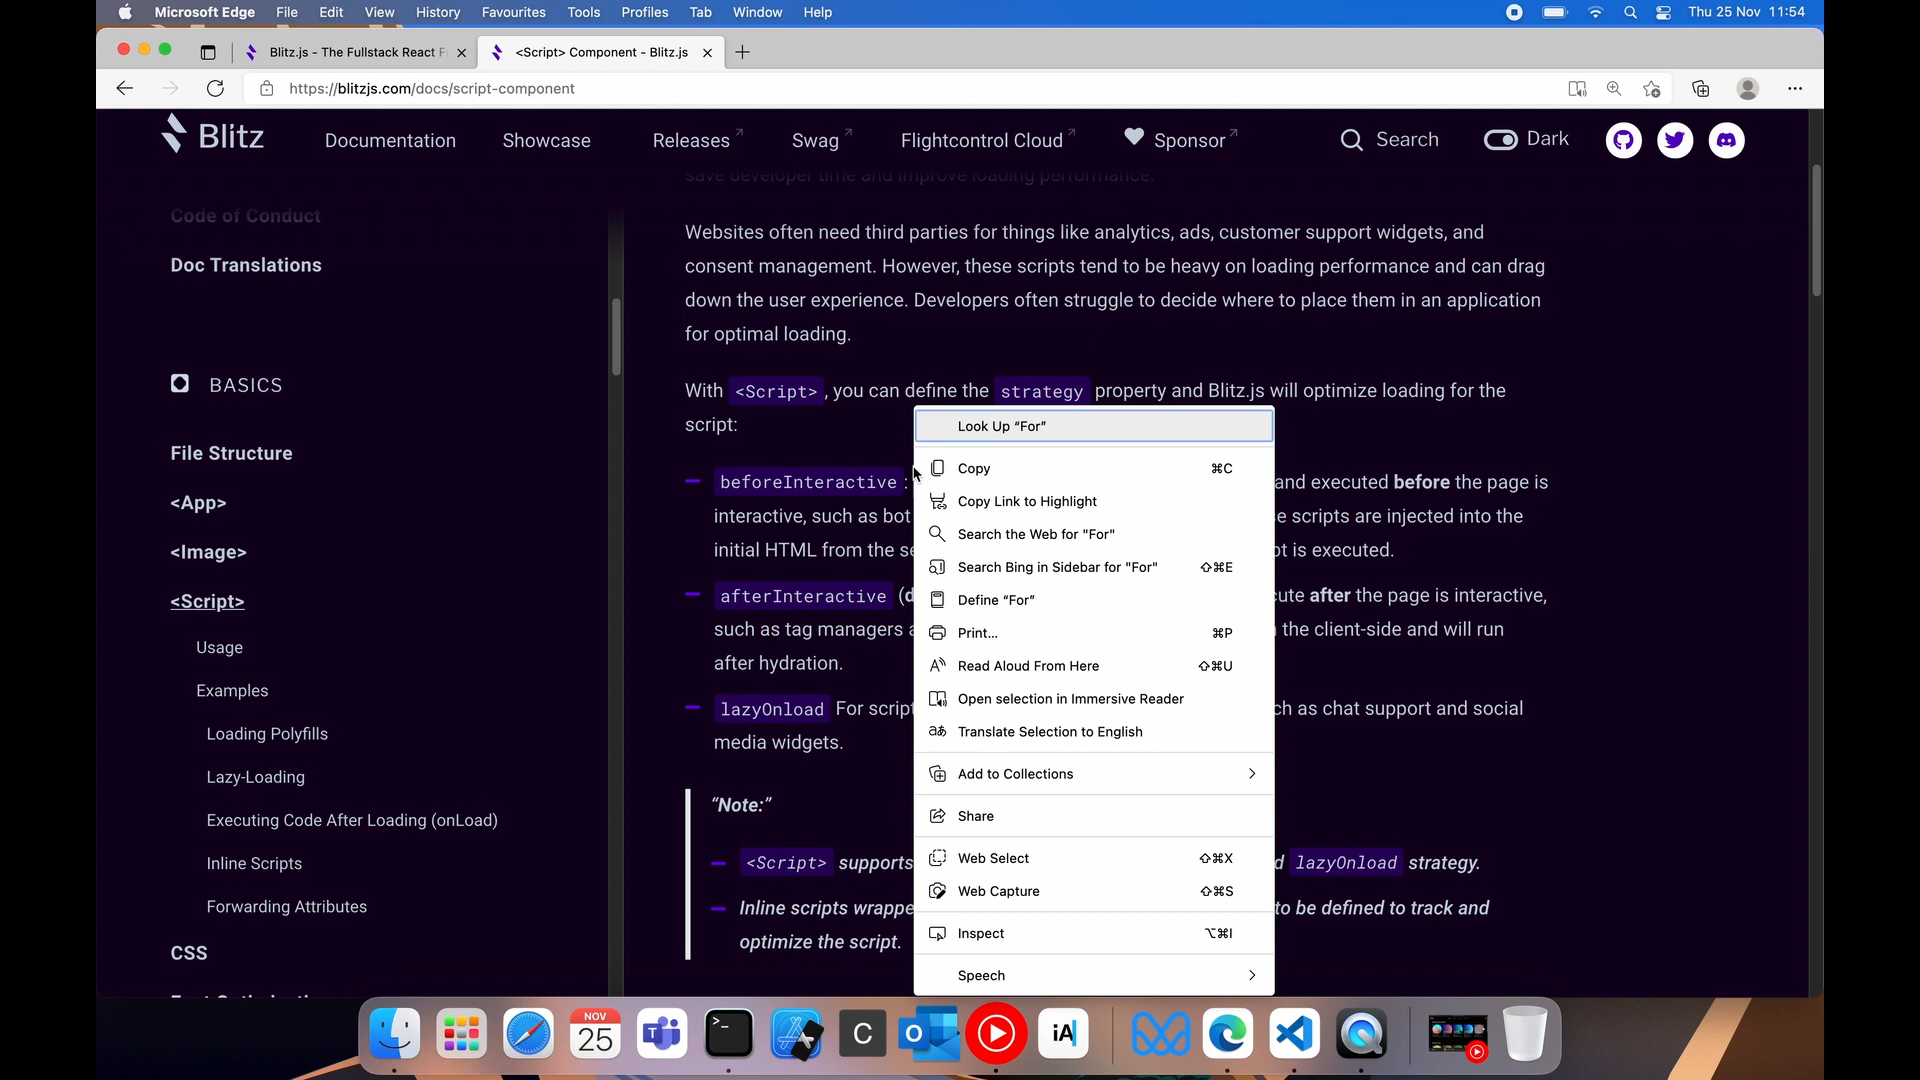 Microsoft Edge File Edit View History Favourites Tools Profiles Tab Window Help Thu 25 Nov 11:54
Blitz.js - The Fullstack React F
<Script> Component - Blitz.js
https://blitzjs.com/docs/script-component
Blitz Documentation Showcase Releases Swag Flightcontrol Cloud Sponsor Search Dark
save developer time and improve loading performance.
Code of Conduct
Doc Translations
BASICS
File Structure
<App>
<Image>
<Script>
Usage
Examples
Loading Polyfills
Lazy-Loading
Executing Code After Loading (onLoad)
Inline Scripts
Forwarding Attributes
CSS
Websites often need third parties for things like analytics, ads, customer support widgets, and
consent management. However, these scripts tend to be heavy on loading performance and can drag
down the user experience. Developers often struggle to decide where to place them in an application
for optimal loading.
With <Script>, you can define the strategy property and Blitz.js will optimize loading for the
script:
beforeInteractive: and executed before the page is
interactive, such as bot scripts are injected into the
initial HTML from the is executed.
afterInteractive after the page is interactive,
such as tag managers the client-side and will run
after hydration.
lazyOnload For as chat support and social
media widgets.
“Note:”
<Script> supports lazyOnload strategy.
Inline scripts to be defined to track and
optimize the script.
Look Up “For”
Copy ⌘C
Copy Link to Highlight
Search the Web for "For"
Search Bing in Sidebar for "For" ⇧⌘E
Define “For”
Print... ⌘P
Read Aloud From Here ⇧⌘U
Open selection in Immersive Reader
Translate Selection to English
Add to Collections
Share
Web Select ⇧⌘X
Web Capture ⇧⌘S
Inspect ⌥⌘I
Speech
NOV
25
C
iA